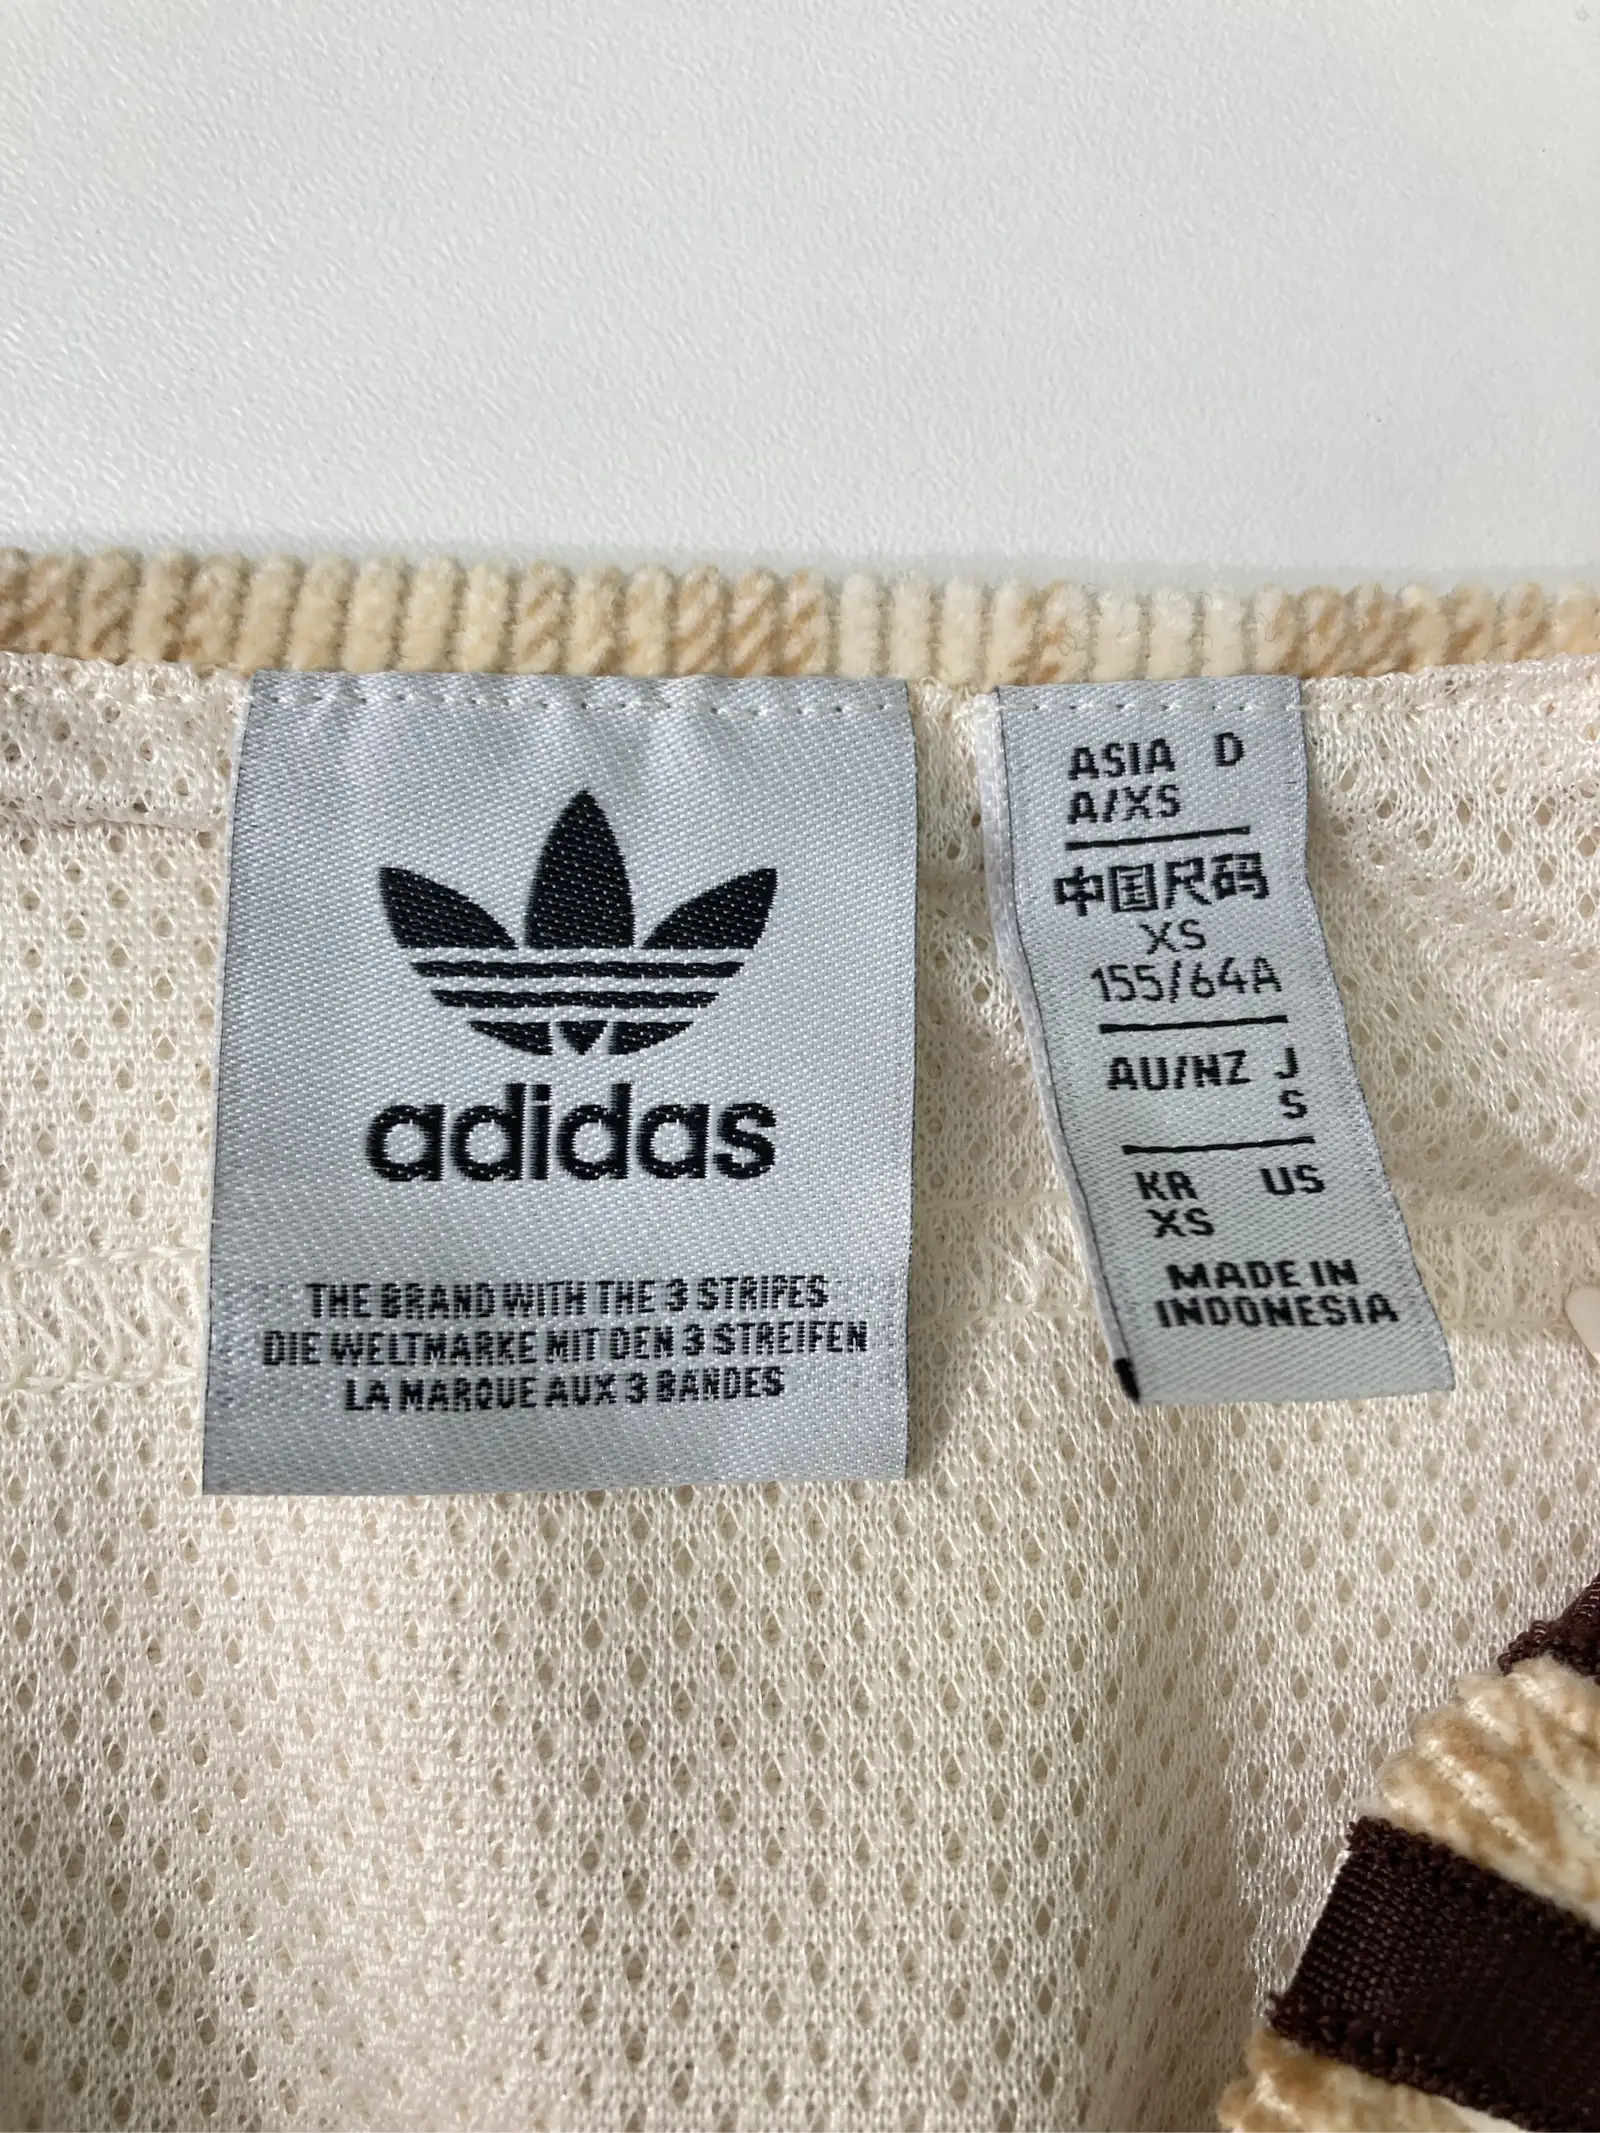 adidas
THE BRAND WITH THE 3 STRIPES
DIE WELTMARKE MIT DEN 3 STREIFEN
LA MARQUE AUX 3 BANDES
ASIA D
A/XS
中国尺码
XS
155/64A
AU/NZ J
S
KR US
XS
MADE IN
INDONESIA